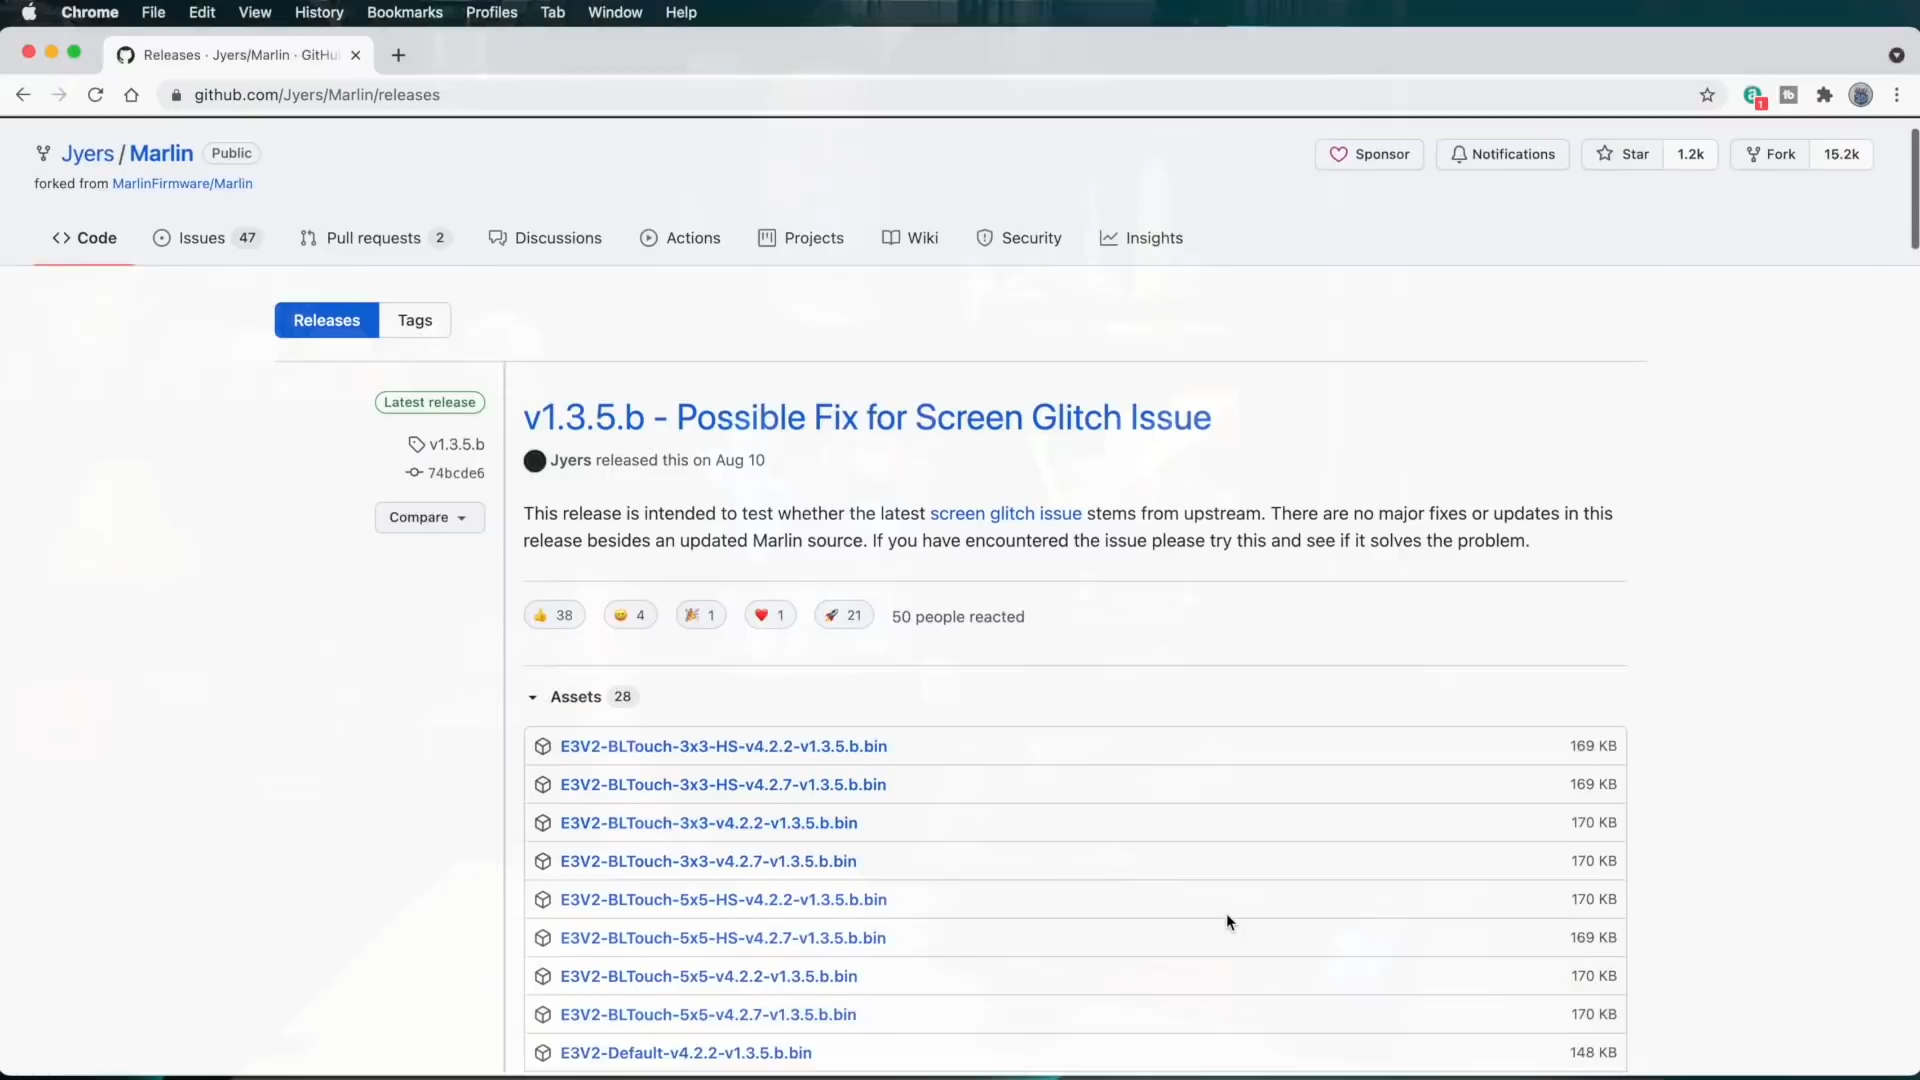 Chrome File Edit View History Bookmarks Profiles Tab Window Help
Releases · Jyers/Marlin · GitHu
github.com/Jyers/Marlin/releases
1
Jyers / Marlin Public
Sponsor Notifications Star 1.2k Fork 15.2k
forked from MarlinFirmware/Marlin
<> Code Issues 47 Pull requests 2 Discussions Actions Projects Wiki Security Insights
Releases Tags
Latest release
v1.3.5.b
74bcde6
Compare
v1.3.5.b - Possible Fix for Screen Glitch Issue
Jyers released this on Aug 10
This release is intended to test whether the latest screen glitch issue stems from upstream. There are no major fixes or updates in this
release besides an updated Marlin source. If you have encountered the issue please try this and see if it solves the problem.
👍 38 😄 4 🎉 1 ❤️ 1 🚀 21 50 people reacted
Assets 28
E3V2-BLTouch-3x3-HS-v4.2.2-v1.3.5.b.bin 169 KB
E3V2-BLTouch-3x3-HS-v4.2.7-v1.3.5.b.bin 169 KB
E3V2-BLTouch-3x3-v4.2.2-v1.3.5.b.bin 170 KB
E3V2-BLTouch-3x3-v4.2.7-v1.3.5.b.bin 170 KB
E3V2-BLTouch-5x5-HS-v4.2.2-v1.3.5.b.bin 170 KB
E3V2-BLTouch-5x5-HS-v4.2.7-v1.3.5.b.bin 169 KB
E3V2-BLTouch-5x5-v4.2.2-v1.3.5.b.bin 170 KB
E3V2-BLTouch-5x5-v4.2.7-v1.3.5.b.bin 170 KB
E3V2-Default-v4.2.2-v1.3.5.b.bin 148 KB